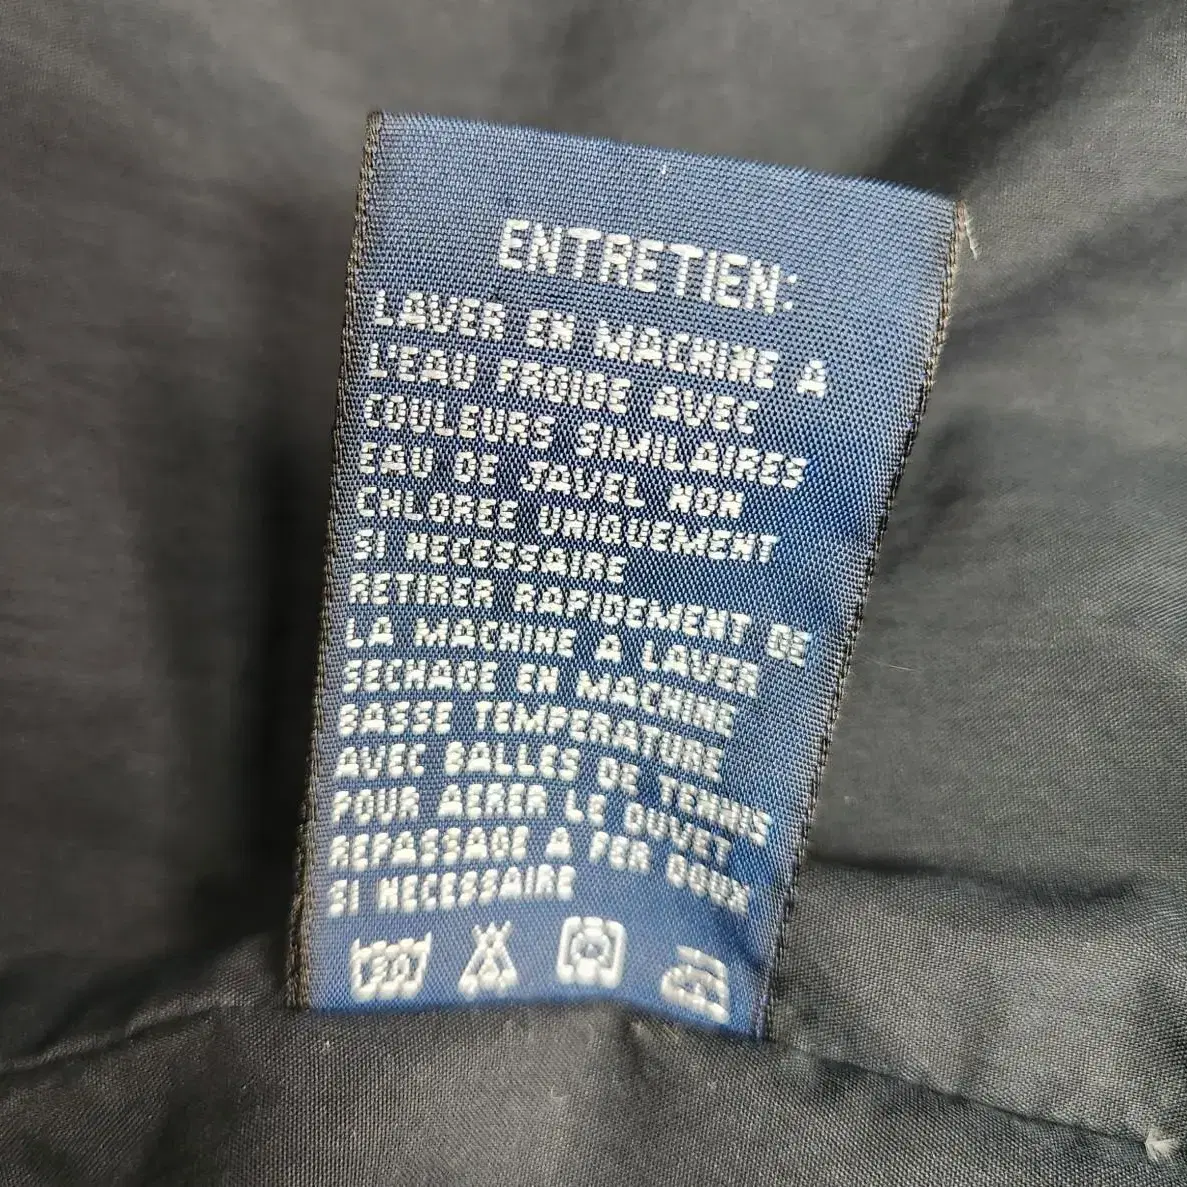 ENTRETIEN:
LAVER EN MACHINE A
L'EAU FROIDE AVEC
COULEURS SIMILAIRES
EAU DE JAVEL NON
CHLOREE UNIQUEMENT
SI NECESSAIRE
RETIRER RAPIDEMENT DE
LA MACHINE A LAVER
SECHAGE EN MACHINE
BASSE TEMPERATURE
AVEC BALLES DE TENNIS
POUR AERER LE DUVET
REPASSAGE A FER DOUX
SI NECESSAIRE
30